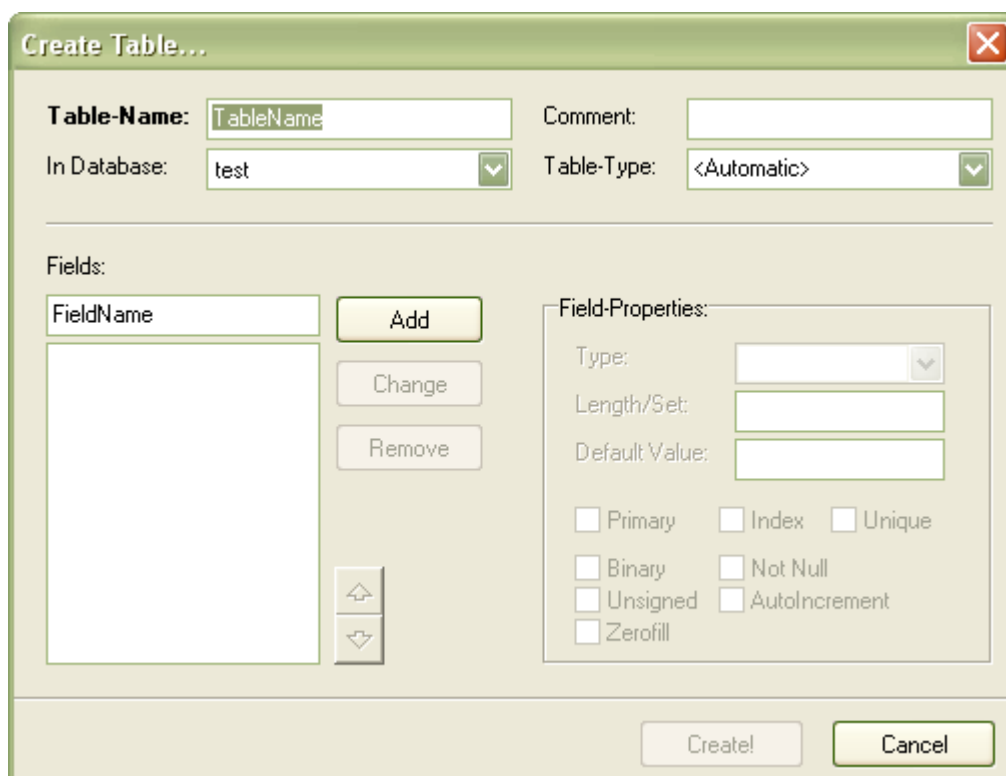 Create Table...
Table-Name: TableName Comment:
In Database: test Table-Type: <Automatic>
Fields:
FieldName Add
Change
Remove
Field-Properties:
Type:
Length/Set:
Default Value:
Primary Index Unique
Binary Not Null
Unsigned AutoIncrement
Zerofill
Create! Cancel